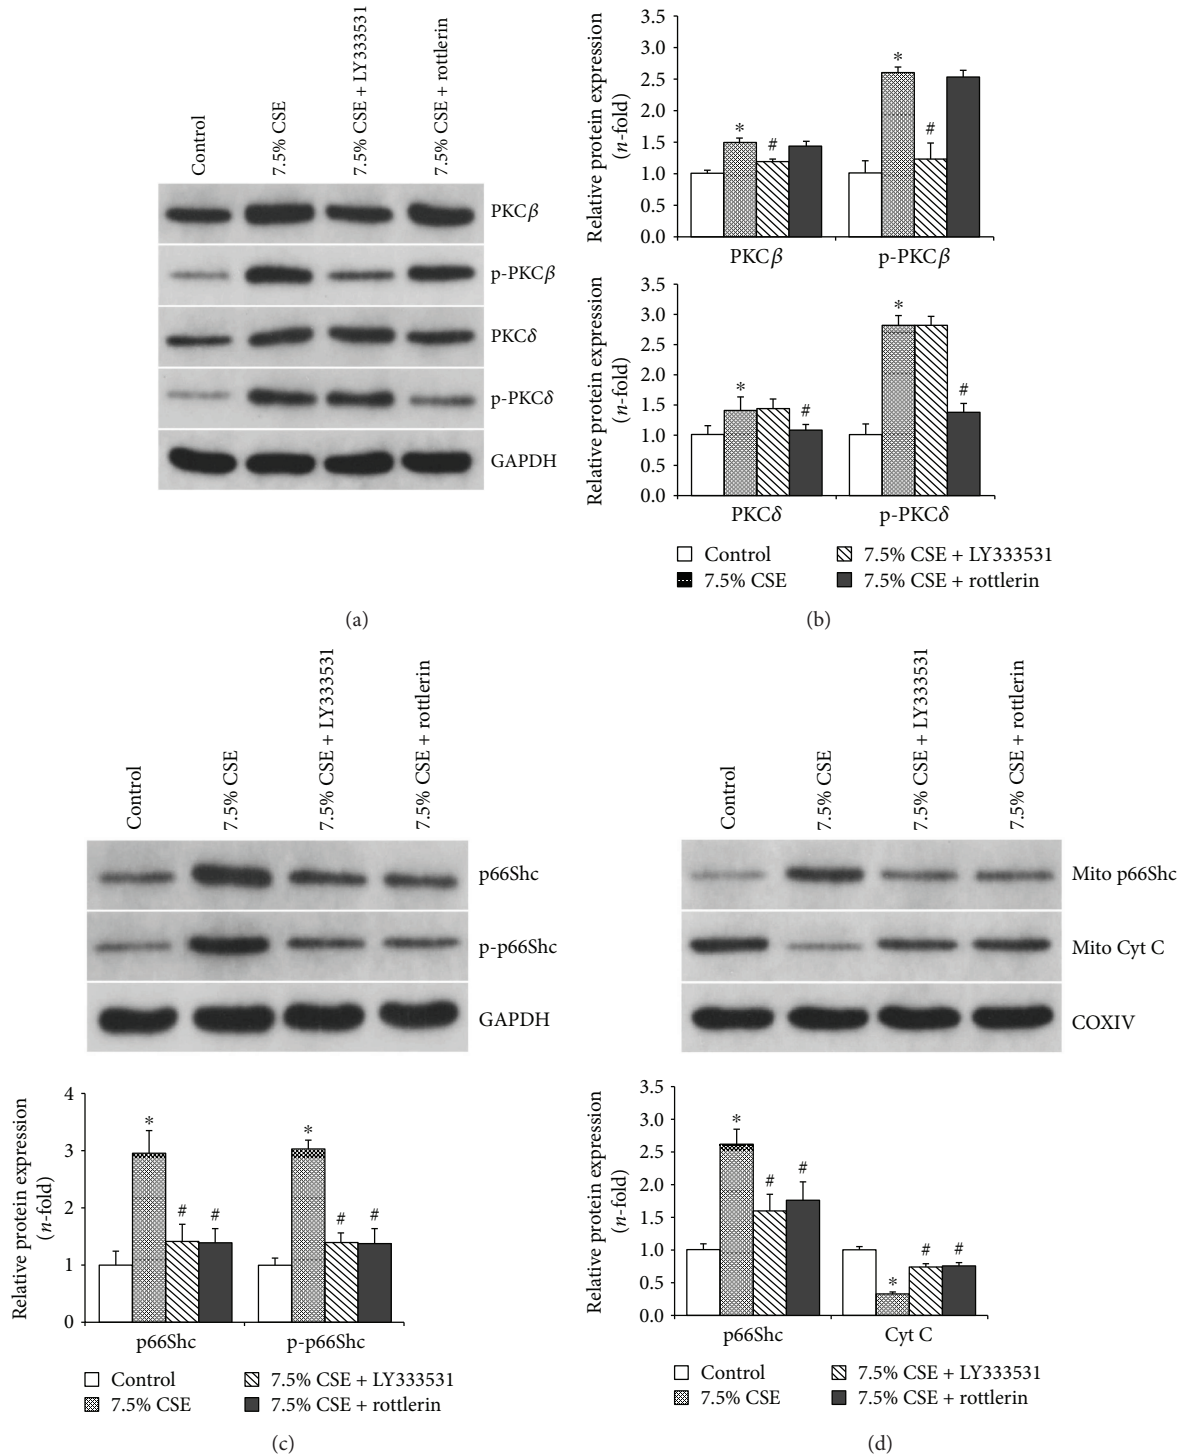 Control
7.5% CSE
7.5% CSE + LY333531
7.5% CSE + rottlerin
PKCβ
p-PKCβ
PKCδ
p-PKCδ
GAPDH
(a)
Relative protein expression
(n-fold)
3.5
3.0
2.5
2.0
1.5
1.0
0.5
0.0
*
#
*
#
PKCβ
p-PKCβ
Relative protein expression
(n-fold)
3.5
3.0
2.5
2.0
1.5
1.0
0.5
0.0
*
#
*
#
PKCδ
p-PKCδ
Control
7.5% CSE + LY333531
7.5% CSE
7.5% CSE + rottlerin
(b)
Control
7.5% CSE
7.5% CSE + LY333531
7.5% CSE + rottlerin
p66Shc
p-p66Shc
GAPDH
Relative protein expression
(n-fold)
4
3
2
1
0
*
#
#
*
#
#
p66Shc
p-p66Shc
Control
7.5% CSE + LY333531
7.5% CSE
7.5% CSE + rottlerin
(c)
Control
7.5% CSE
7.5% CSE + LY333531
7.5% CSE + rottlerin
Mito p66Shc
Mito Cyt C
COXIV
Relative protein expression
(n-fold)
3.5
3.0
2.5
2.0
1.5
1.0
0.5
0.0
*
#
#
*
#
#
p66Shc
Cyt C
Control
7.5% CSE + LY333531
7.5% CSE
7.5% CSE + rottlerin
(d)